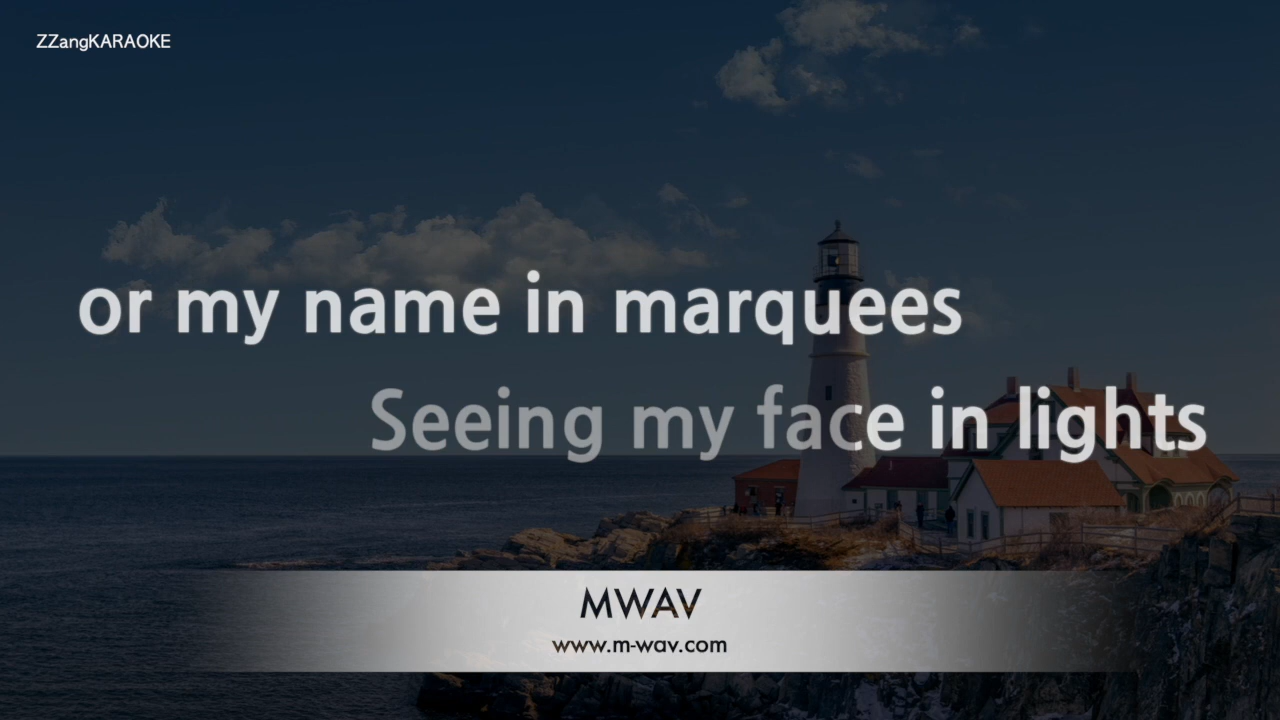 ZZangKARAOKE
or my name in marquees
Seeing my face in lights
MWAV
www.m-wav.com